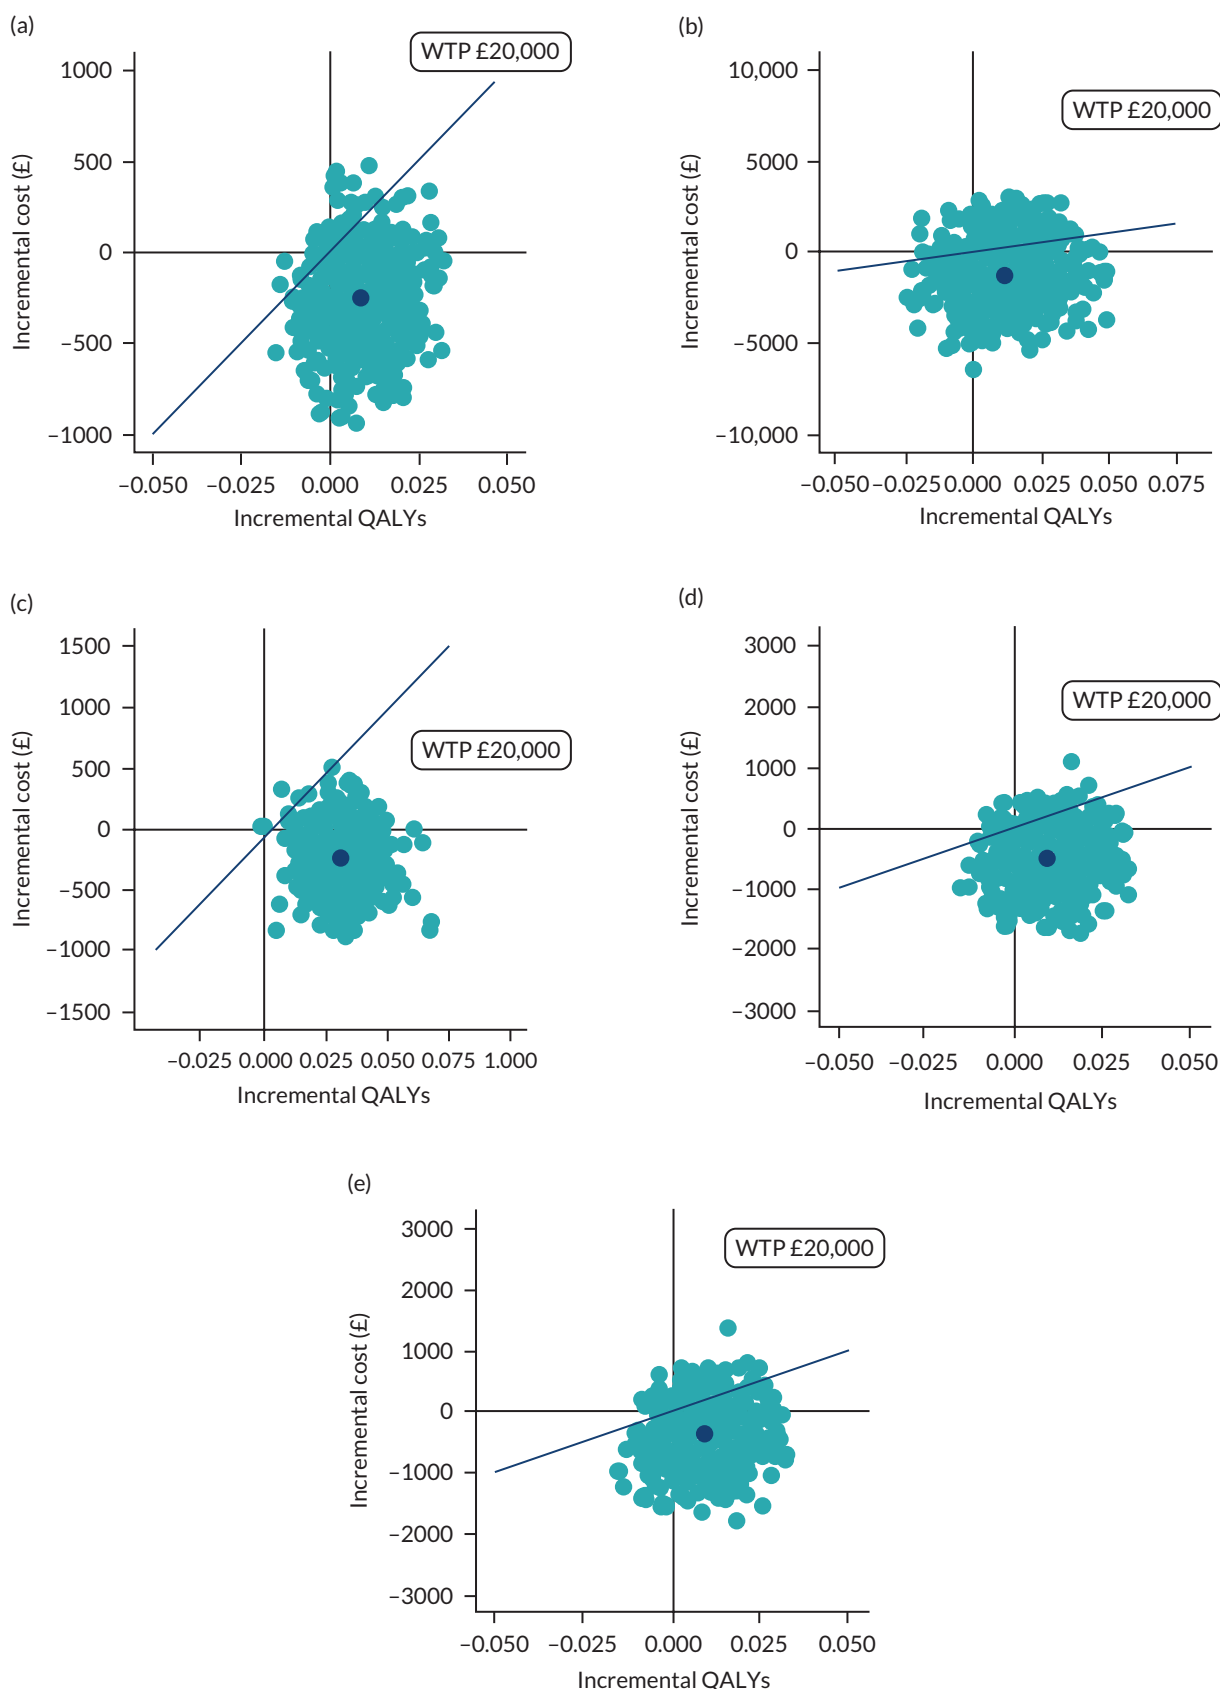 (a)
WTP £20,000
1000
500
0
−500
−1000
Incremental cost (£)
−0.050 −0.025 0.000 0.025 0.050
Incremental QALYs
(b)
WTP £20,000
10,000
5000
0
−5000
−10,000
Incremental cost (£)
−0.050 −0.025 0.000 0.025 0.050 0.075
Incremental QALYs
(c)
WTP £20,000
1500
1000
500
0
−500
−1000
−1500
Incremental cost (£)
−0.025 0.000 0.025 0.050 0.075 1.000
Incremental QALYs
(d)
WTP £20,000
3000
2000
1000
0
−1000
−2000
−3000
Incremental cost (£)
−0.050 −0.025 0.000 0.025 0.050
Incremental QALYs
(e)
WTP £20,000
3000
2000
1000
0
−1000
−2000
−3000
Incremental cost (£)
−0.050 −0.025 0.000 0.025 0.050
Incremental QALYs